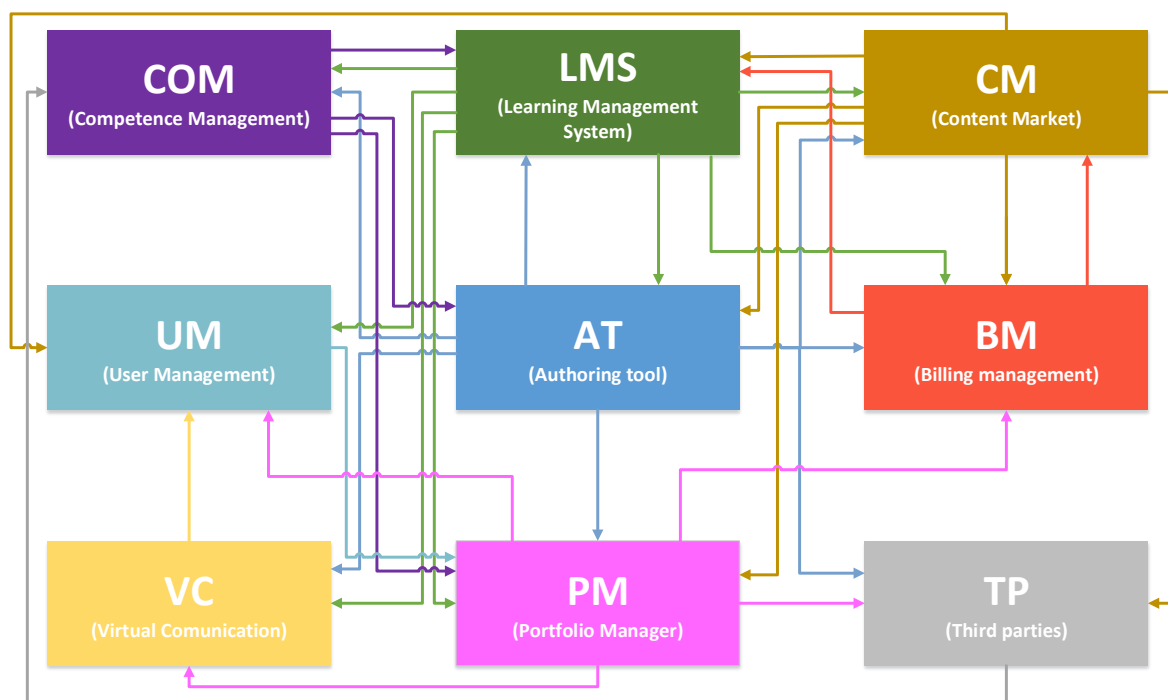 COM
(Competence Management)
LMS
(Learning Management
System)
CM
(Content Market)
UM
(User Management)
AT
(Authoring tool)
BM
(Billing management)
VC
(Virtual Comunication)
PM
(Portfolio Manager)
TP
(Third parties)